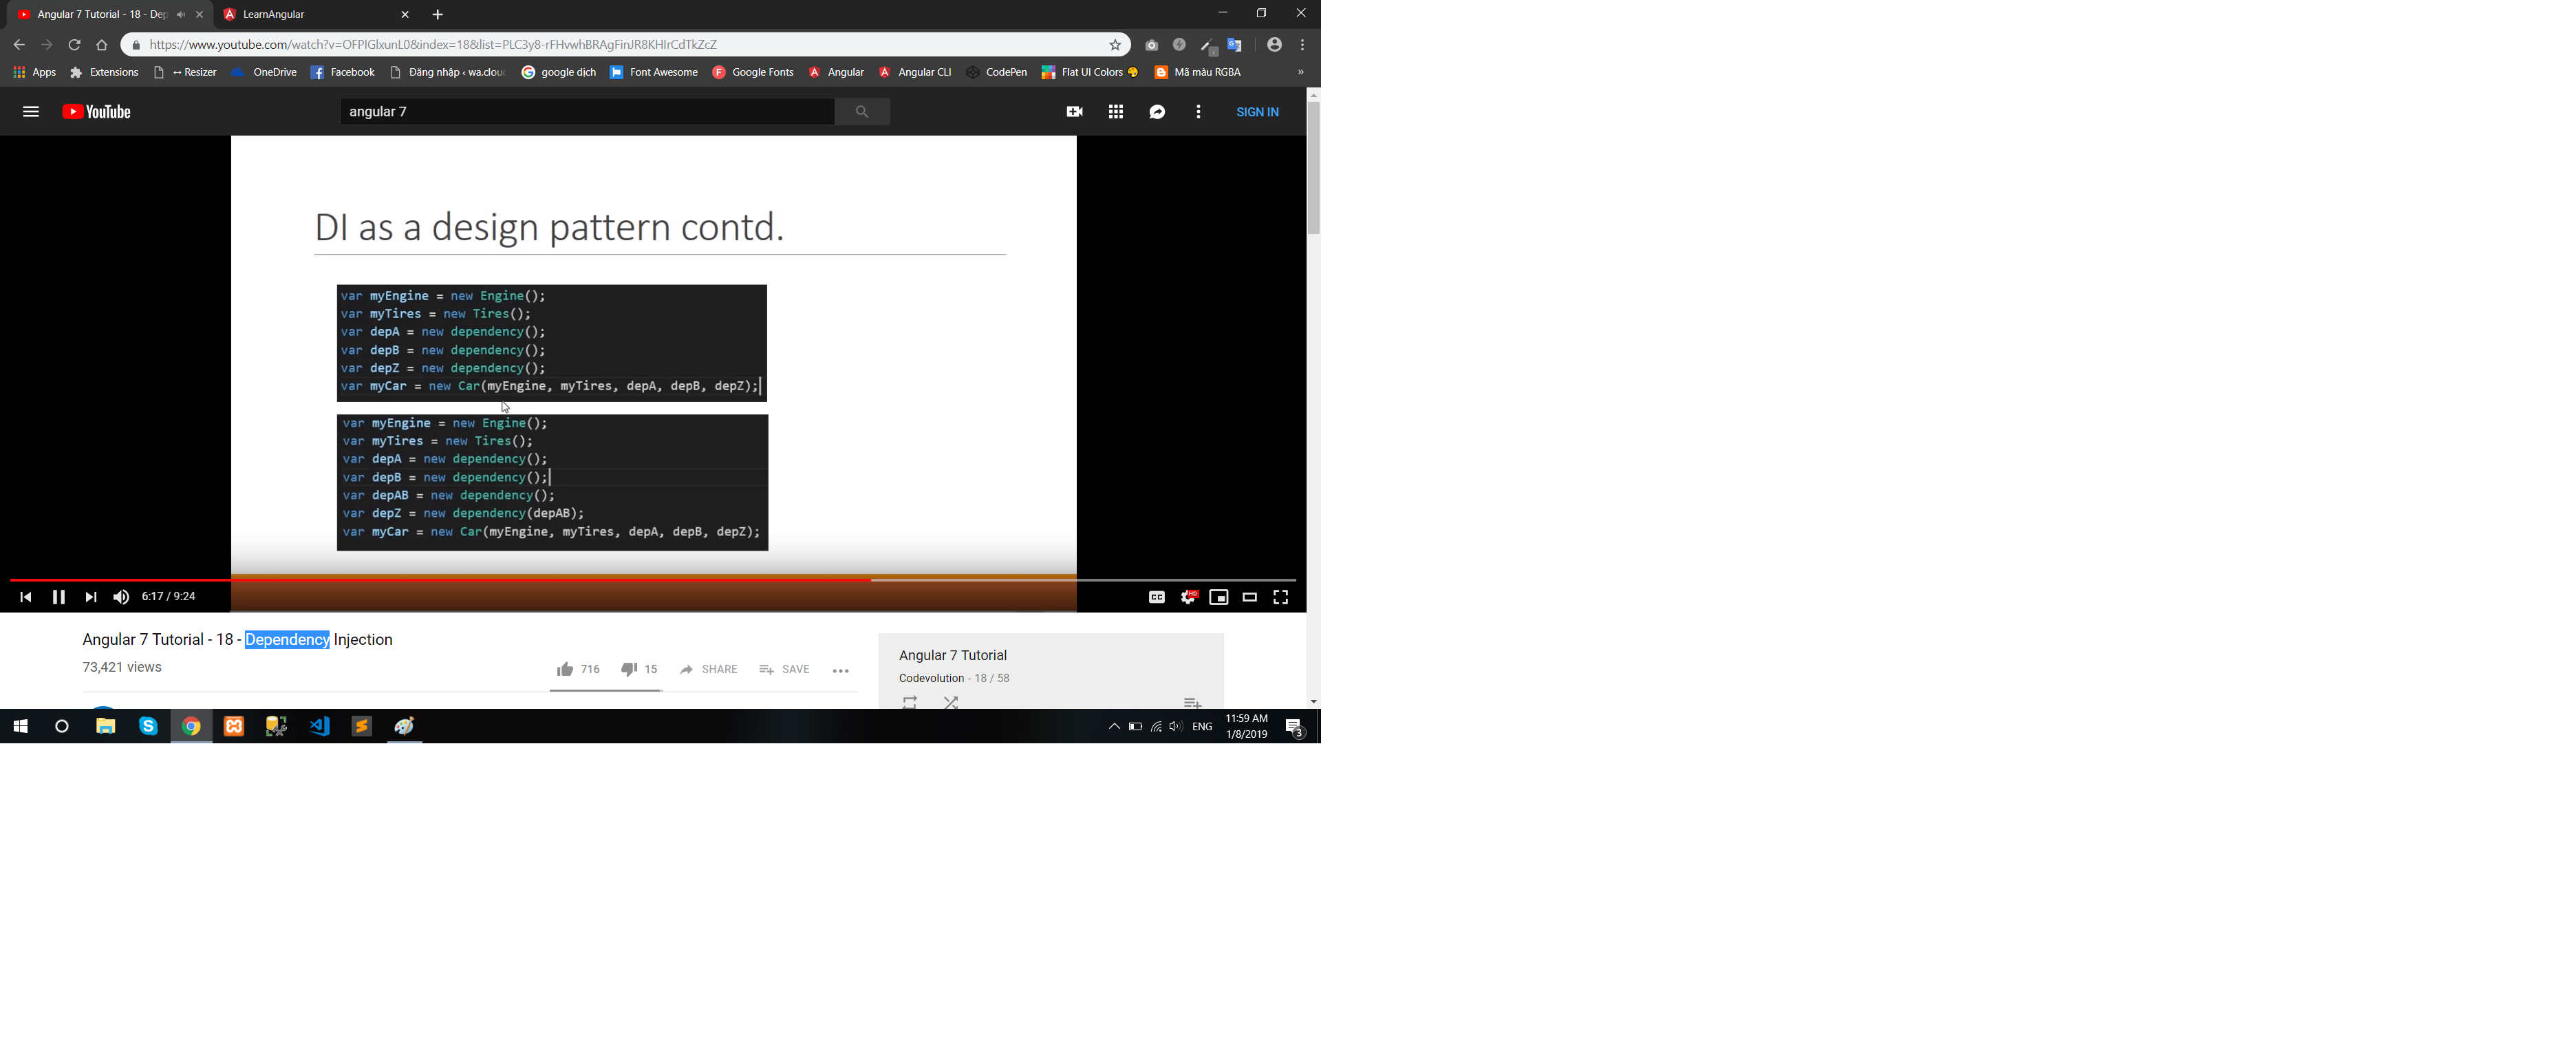 Angular 7 Tutorial - 18 - Dep
LearnAngular
https://www.youtube.com/watch?v=OFPIGlxunL0&index=18&list=PLC3y8-rFHvwhBRAgFinJR8KHIrCdTkZcZ
Apps Extensions ↔ Resizer OneDrive Facebook Đăng nhập ‹ wa.clou google dịch Font Awesome Google Fonts Angular Angular CLI CodePen Flat UI Colors Mã màu RGBA »
YouTube
angular 7
SIGN IN
DI as a design pattern contd.
var myEngine = new Engine();
var myTires = new Tires();
var depA = new dependency();
var depB = new dependency();
var depZ = new dependency();
var myCar = new Car(myEngine, myTires, depA, depB, depZ);
var myEngine = new Engine();
var myTires = new Tires();
var depA = new dependency();
var depB = new dependency();
var depAB = new dependency();
var depZ = new dependency(depAB);
var myCar = new Car(myEngine, myTires, depA, depB, depZ);
6:17 / 9:24
CC
HD
Angular 7 Tutorial - 18 - Dependency Injection
73,421 views
716 15 SHARE SAVE
Angular 7 Tutorial
Codevolution - 18 / 58
ENG
11:59 AM
1/8/2019
3